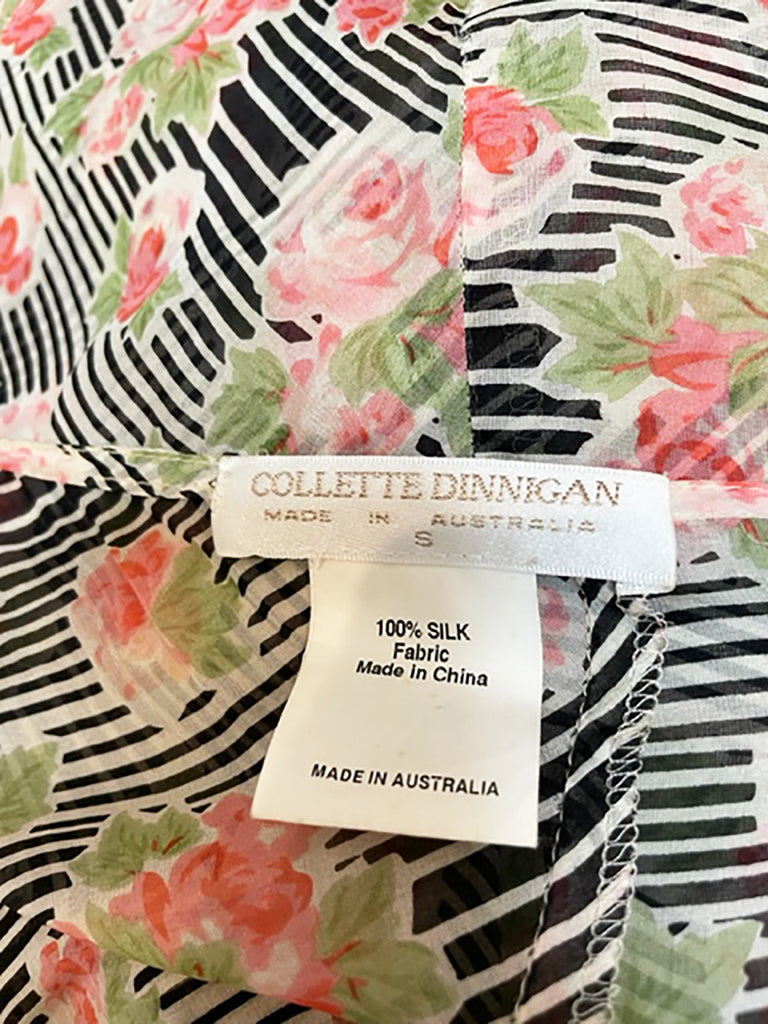 COLLETTE DINNIGAN
MADE IN AUSTRALIA
S
100% SILK
Fabric
Made in China
MADE IN AUSTRALIA